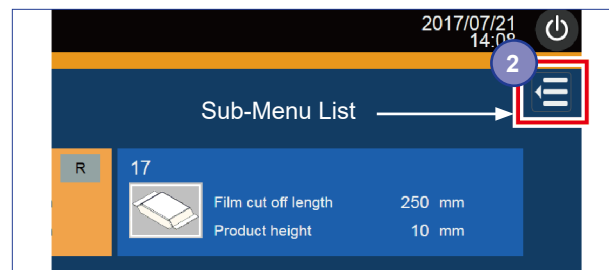 2017/07/21
14:08
2
Sub-Menu List
R 17
Film cut off length 250 mm
Product height 10 mm